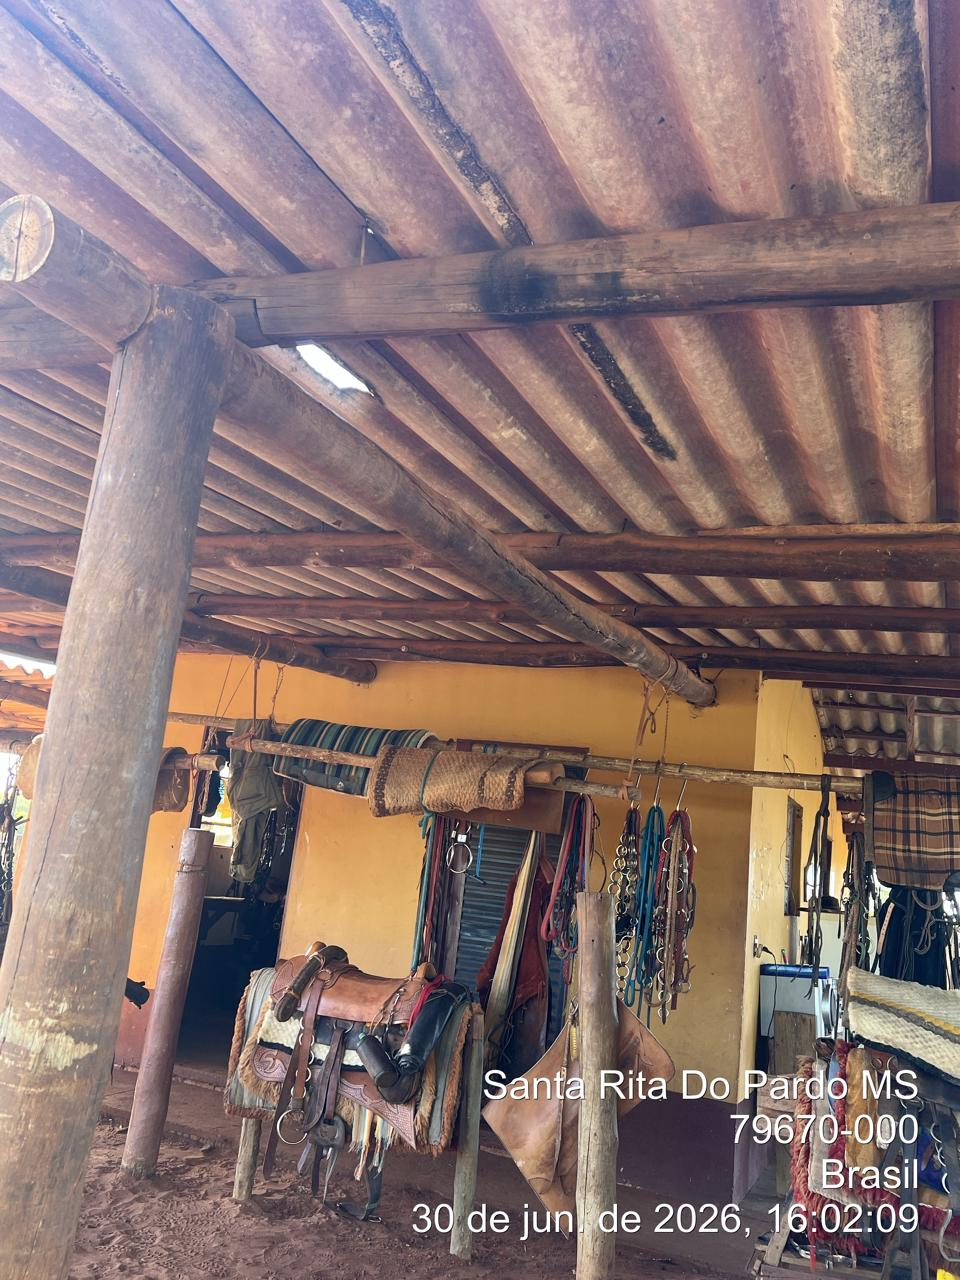 Santa Rita Do Pardo MS
79670-000
Brasil
30 de jun. de 2026, 16:02:09